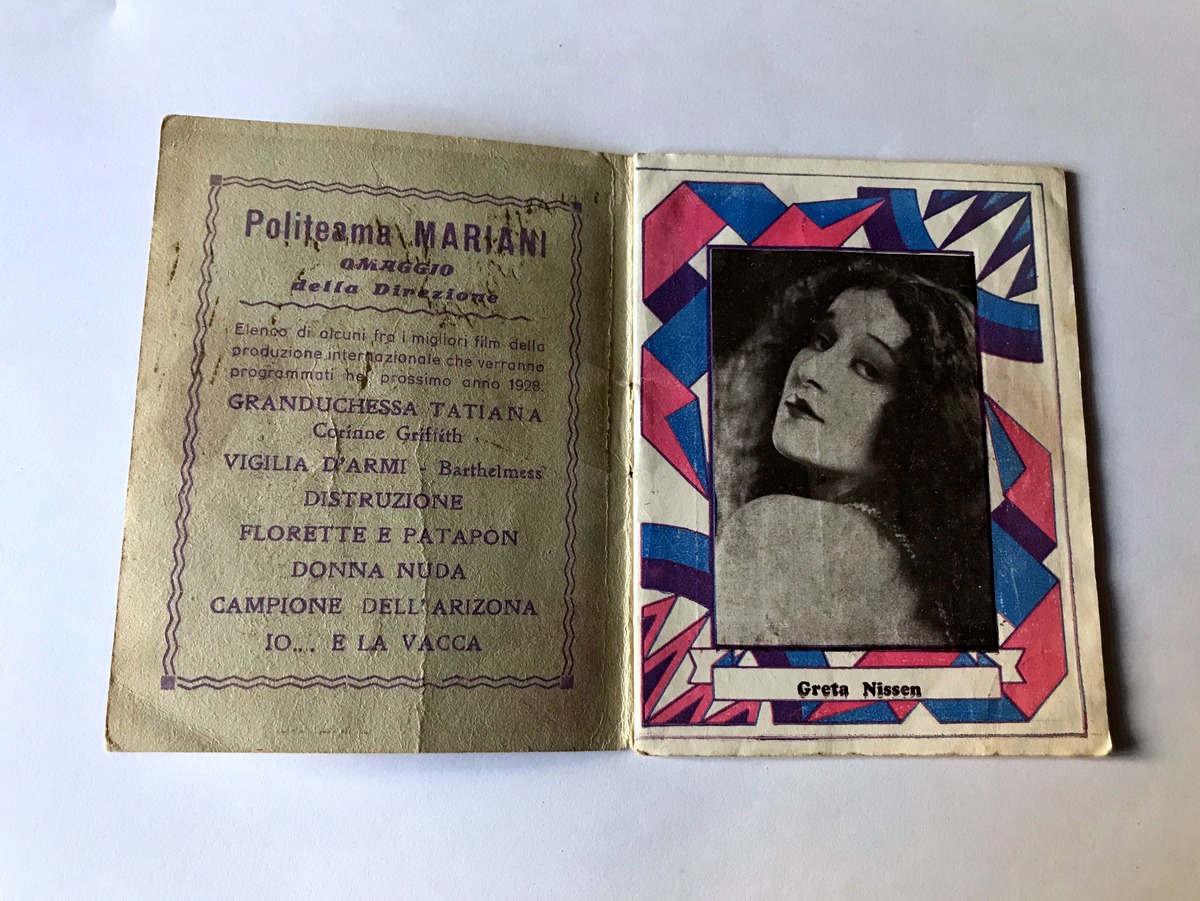 Politeama MARIANI
OMAGGIO
della Direzione
Elenco di alcuni fra i migliori film della
produzione internazionale che verranno
programmati nel prossimo anno 1928.
GRANDUCHESSA TATIANA
Corinne Griffith
VIGILIA D'ARMI - Barthelmess
DISTRUZIONE
FLORETTE E PATAPON
DONNA NUDA
CAMPIONE DELL'ARIZONA
IO... E LA VACCA
Greta Nissen